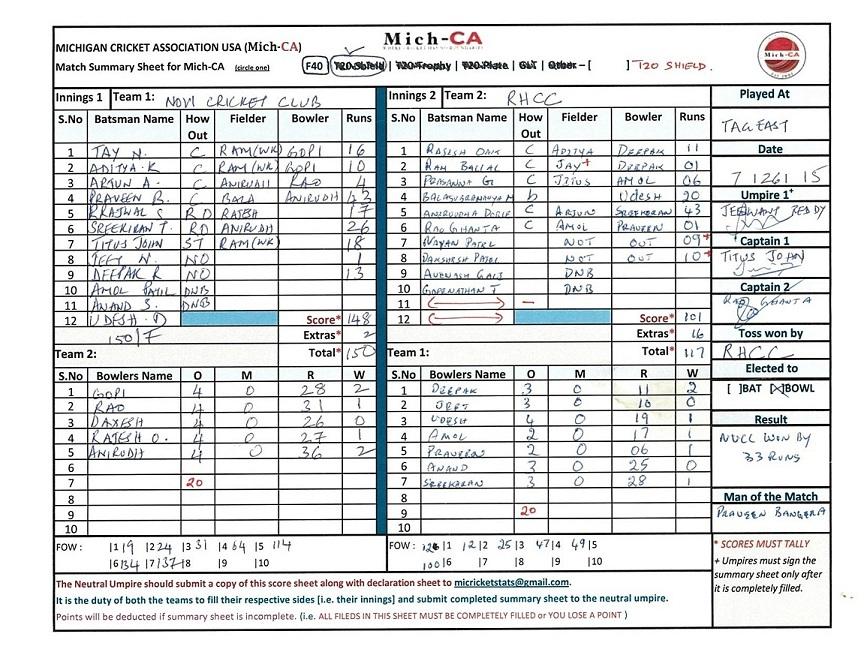 Mich-CA
MICHIGAN CRICKET ASSOCIATION USA (Mich-CA)
Match Summary Sheet for Mich-CA (circle one) F40 | T20-Shield | T20-Trophy | T20-Plate | GLT | Other – [ ] T20 SHIELD.
Innings 1 Team 1: NOVI CRICKET CLUB
S.No Batsman Name How Out Fielder Bowler Runs
1 TAY N. C RAM(WK) GOPI 16
2 ADITYA.K C RAM(WK) GOPI 10
3 ARJUN A. C ANIRUDH RAO 4
4 PRAVEEN B. C BALA ANIRUDH 43
5 PRAJWAL S RO RATESH 17
6 SREEKIRAN T. RO ANIRUDH 26
7 TITUS JOHN ST RAM(WK) 18
8 JEET N. NO 1
9 DEEPAK R NO 13
10 AMOL PATIL DNB
11 ANAND S. DNB
12 UDESH.D Score* 148
150/7 Extras* 2
Total* 150
Team 2:
S.No Bowlers Name O M R W
1 GOPI 4 0 28 2
2 RAO 4 0 31 1
3 DAXESH 4 0 26 0
4 RATESH O. 4 0 27 1
5 ANIRUDH 4 0 36 2
6
7 20
8
9
10
FOW : |1 19 |2 24 |3 31 |4 64 |5 114
|6 134 |7 137 |8 |9 |10
Innings 2 Team 2: RHCC
S.No Batsman Name How Out Fielder Bowler Runs
1 RAJESH C ADITYA DEEPAK 11
2 RAM BALLAL C JAY DEEPAK 01
3 PRASANNA G C TITUS AMOL 06
4 b UDESH 20
5 ANIRUDDHA C ARJUN SREEKIRAN 43
6 RAO GHANTA C AMOL PRAVEEN 01
7 NAYAN PATEL NOT OUT 09*
8 DAKSHESH PATEL NOT OUT 10*
9 DNB
10 GOPENATHAN T DNB
11 —
12 Score* 101
Extras* 16
Total* 117
Team 1:
S.No Bowlers Name O M R W
1 DEEPAK 3 0 11 2
2 JEET 3 0 10 0
3 UDESH 4 0 19 1
4 AMOL 2 0 17 1
5 PRAVEEN 2 0 06 1
6 ANAND 3 0 25 0
7 SREEKARAN 3 0 28 1
8
9 20
10
FOW : |1 12 |2 25 |3 47 |4 49 |5
100 |6 |7 |8 |9 |10
Played At
TAG EAST
Date
7 1261 15
Umpire 1+
JEEWANT REDDY
Captain 1
TITUS JOHN
Captain 2
RAO GHANTA
Toss won by
RHCC
Elected to
[ ]BAT [X]BOWL
Result
NVCC WON BY
33 RUNS
Man of the Match
PRAVEEN BANGERA
* SCORES MUST TALLY
+ Umpires must sign the
summary sheet only after
it is completely filled.
The Neutral Umpire should submit a copy of this score sheet along with declaration sheet to micricketstats@gmail.com.
It is the duty of both the teams to fill their respective sides [i.e. their innings] and submit completed summary sheet to the neutral umpire.
Points will be deducted if summary sheet is incomplete. (i.e. ALL FILEDS IN THIS SHEET MUST BE COMPLETELY FILLED or YOU LOSE A POINT )